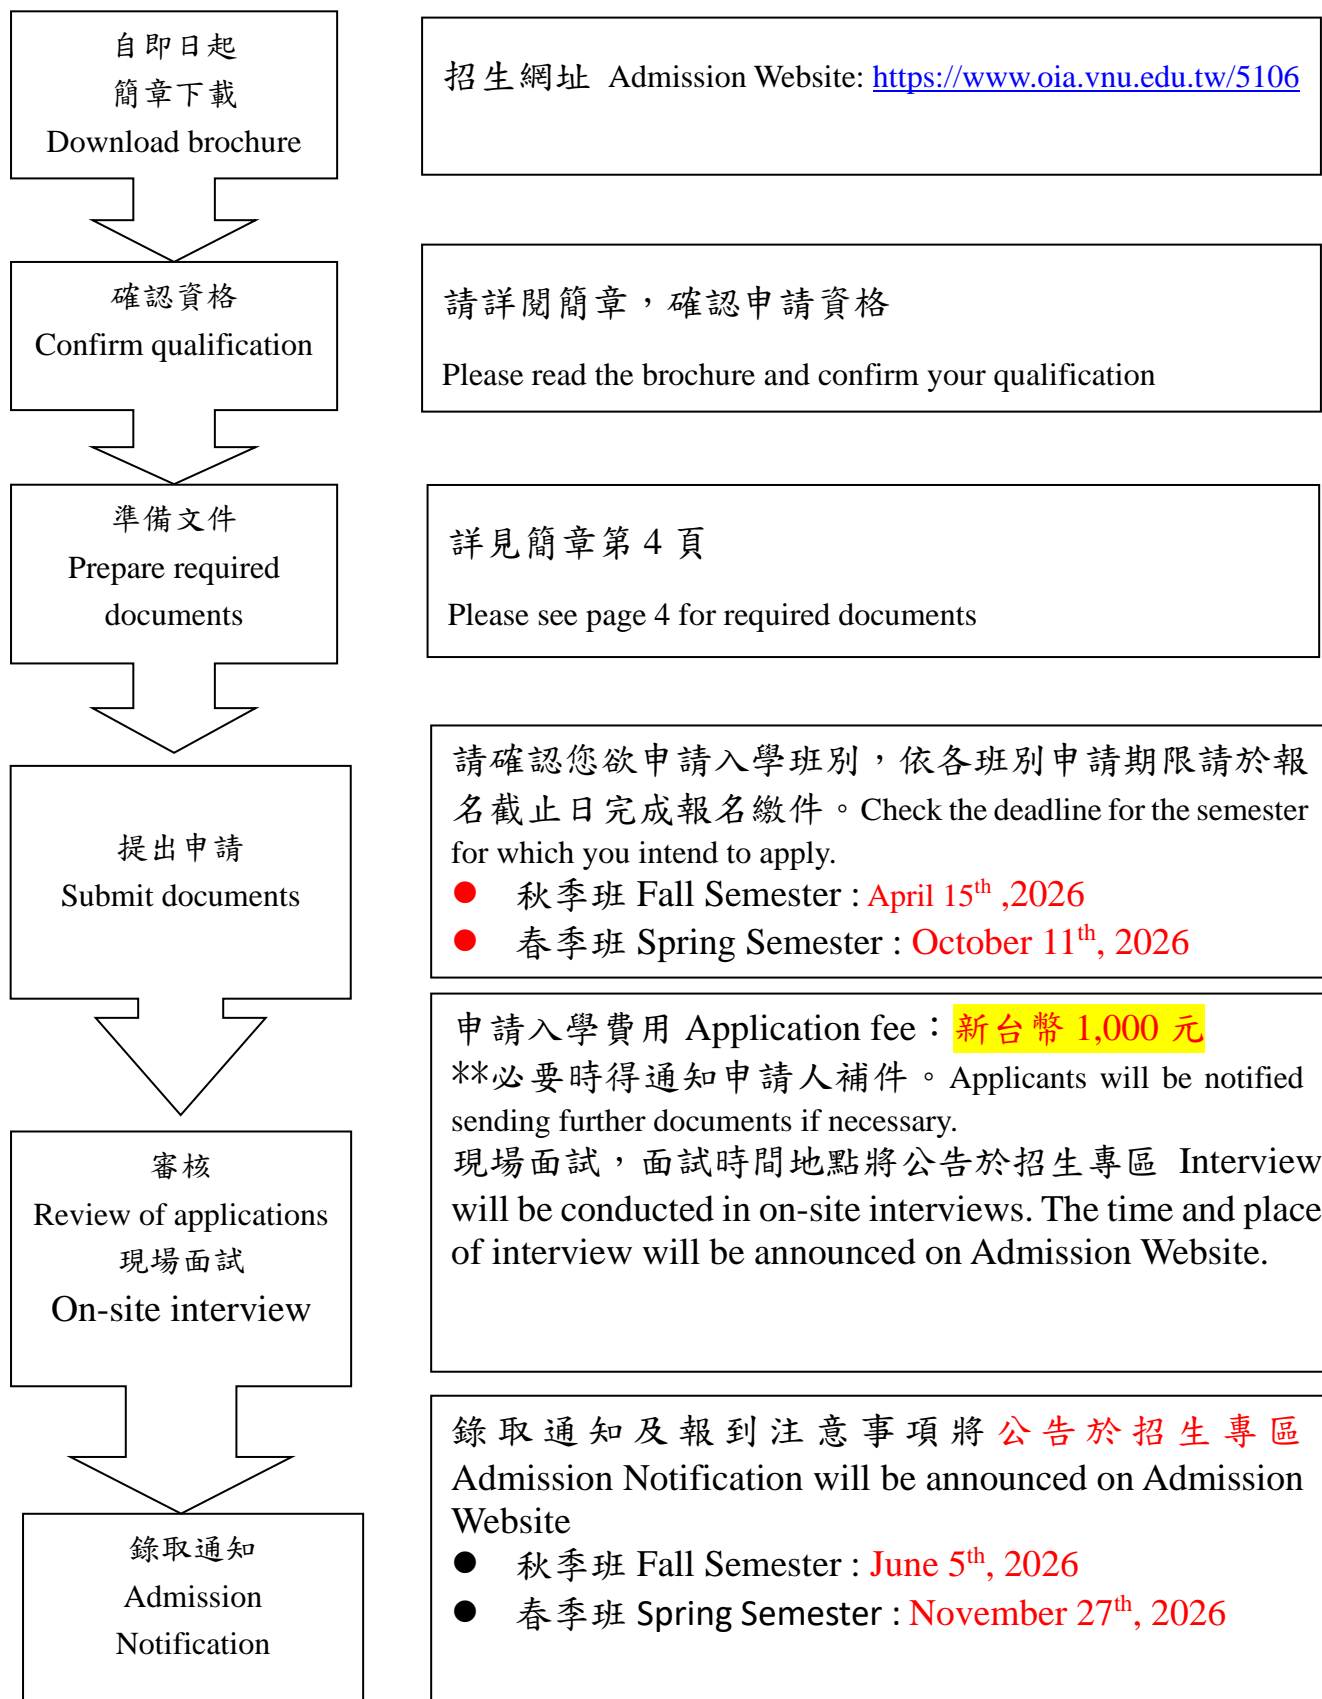 自即日起
簡章下載
Download brochure
招生網址 Admission Website: https://www.oia.vnu.edu.tw/5106
確認資格
Confirm qualification
請詳閱簡章，確認申請資格
Please read the brochure and confirm your qualification
準備文件
Prepare required
documents
詳見簡章第 4 頁
Please see page 4 for required documents
提出申請
Submit documents
請確認您欲申請入學班別，依各班別申請期限請於報
名截止日完成報名繳件。Check the deadline for the semester
for which you intend to apply.
● 秋季班 Fall Semester : April 15th ,2026
● 春季班 Spring Semester : October 11th, 2026
審核
Review of applications
現場面試
On-site interview
申請入學費用 Application fee：新台幣 1,000 元
**必要時得通知申請人補件。Applicants will be notified
sending further documents if necessary.
現場面試，面試時間地點將公告於招生專區 Interview
will be conducted in on-site interviews. The time and place
of interview will be announced on Admission Website.
錄取通知
Admission
Notification
錄取通知及報到注意事項將公告於招生專區
Admission Notification will be announced on Admission
Website
● 秋季班 Fall Semester : June 5th, 2026
● 春季班 Spring Semester : November 27th, 2026